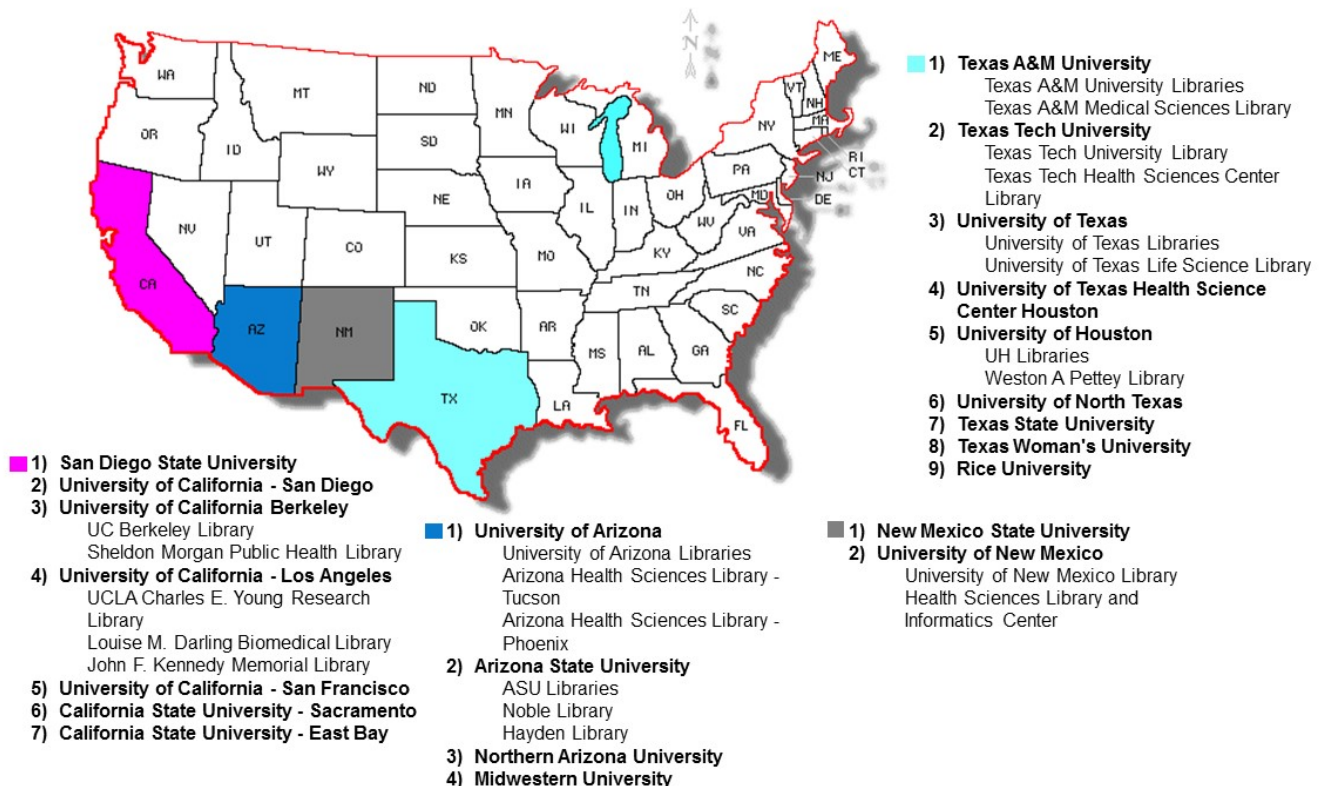 N
WA
MT
ND
MN
ME
VT
NH
MA
NY
WI
MI
OR
ID
SD
WY
RI
CT
PA
NJ
IA
NE
OH
MD
DE
IL
IN
WV
VA
NV
UT
CO
KS
MO
KY
CA
NC
TN
SC
AZ
NM
OK
AR
MS
AL
GA
TX
LA
FL
1) Texas A&M University
Texas A&M University Libraries
Texas A&M Medical Sciences Library
2) Texas Tech University
Texas Tech University Library
Texas Tech Health Sciences Center
Library
3) University of Texas
University of Texas Libraries
University of Texas Life Science Library
4) University of Texas Health Science
Center Houston
5) University of Houston
UH Libraries
Weston A Pettey Library
6) University of North Texas
7) Texas State University
8) Texas Woman's University
9) Rice University
1) San Diego State University
2) University of California - San Diego
3) University of California Berkeley
UC Berkeley Library
Sheldon Morgan Public Health Library
4) University of California - Los Angeles
UCLA Charles E. Young Research
Library
Louise M. Darling Biomedical Library
John F. Kennedy Memorial Library
5) University of California - San Francisco
6) California State University - Sacramento
7) California State University - East Bay
1) University of Arizona
University of Arizona Libraries
Arizona Health Sciences Library -
Tucson
Arizona Health Sciences Library -
Phoenix
2) Arizona State University
ASU Libraries
Noble Library
Hayden Library
3) Northern Arizona University
4) Midwestern University
1) New Mexico State University
2) University of New Mexico
University of New Mexico Library
Health Sciences Library and
Informatics Center